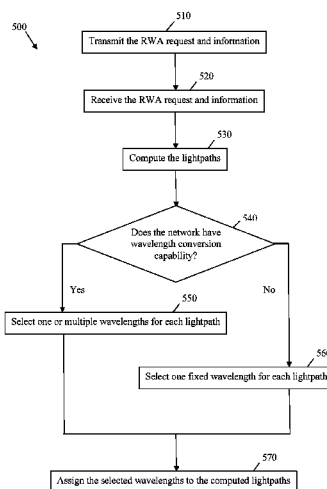 500
510
Transmit the RWA request and information
520
Receive the RWA request and information
530
Compute the lightpaths
540
Does the network have
wavelength conversion
capability?
Yes
No
550
Select one or multiple wavelengths for each lightpath
560
Select one fixed wavelength for each lightpath
570
Assign the selected wavelengths to the computed lightpaths